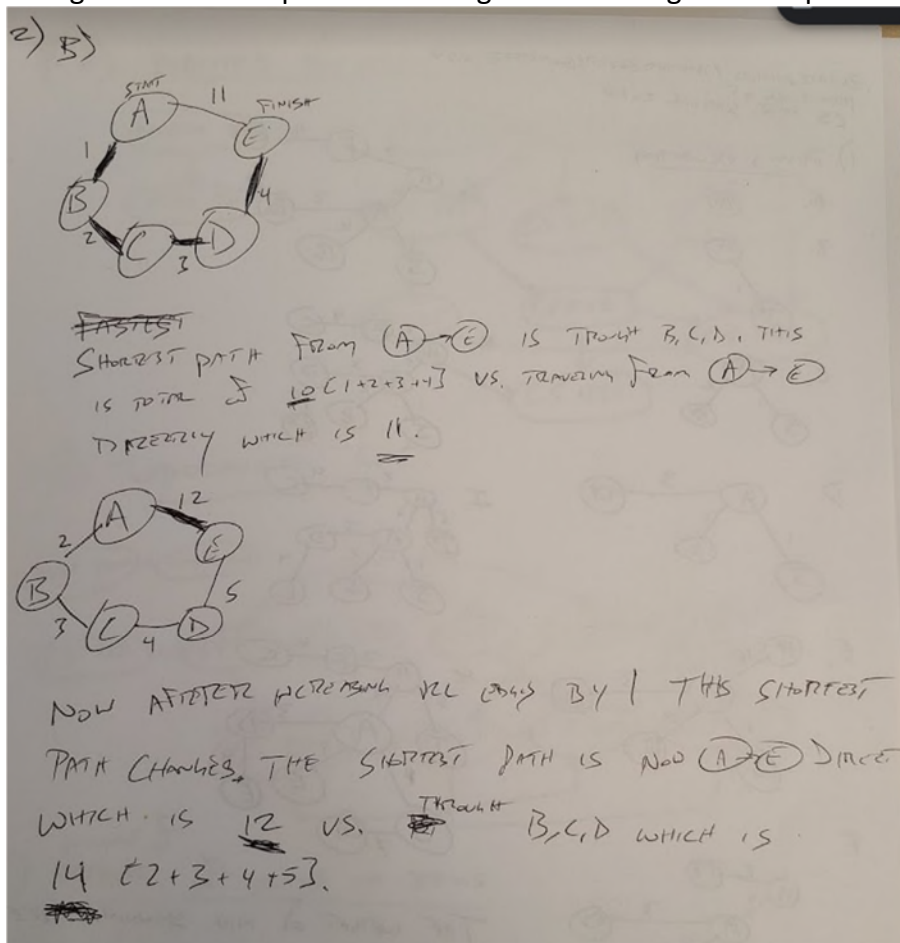 2) B)
START
A
11
FINISH
E
1
B
4
2
C
3
D
FASTEST
SHORTEST PATH FROM A → E IS THROUGH B, C, D. THIS
IS TOTAL OF 10 {1+2+3+4} VS. TRAVELING FROM A → E
DIRECTLY WHICH IS 11.
A
12
2
E
B
5
3
C
4
D
NOW AFTER INCREASING ALL EDGES BY 1 THIS SHORTEST
PATH CHANGES. THE SHORTEST PATH IS NOW A → E DIRECT
WHICH IS 12 VS. THROUGH B, C, D WHICH IS
14 {2+3+4+5}.